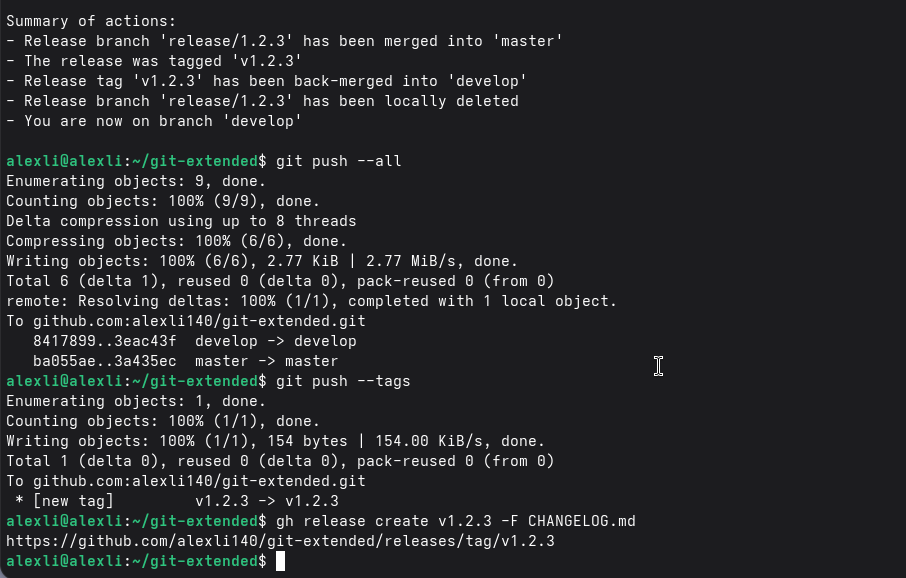 Summary of actions:
- Release branch 'release/1.2.3' has been merged into 'master'
- The release was tagged 'v1.2.3'
- Release tag 'v1.2.3' has been back-merged into 'develop'
- Release branch 'release/1.2.3' has been locally deleted
- You are now on branch 'develop'

alexli@alexli:~/git-extended$ git push --all
Enumerating objects: 9, done.
Counting objects: 100% (9/9), done.
Delta compression using up to 8 threads
Compressing objects: 100% (6/6), done.
Writing objects: 100% (6/6), 2.77 KiB | 2.77 MiB/s, done.
Total 6 (delta 1), reused 0 (delta 0), pack-reused 0 (from 0)
remote: Resolving deltas: 100% (1/1), completed with 1 local object.
To github.com:alexli140/git-extended.git
   8417899..3eac43f  develop -> develop
   ba055ae..3a435ec  master -> master
alexli@alexli:~/git-extended$ git push --tags
Enumerating objects: 1, done.
Counting objects: 100% (1/1), done.
Writing objects: 100% (1/1), 154 bytes | 154.00 KiB/s, done.
Total 1 (delta 0), reused 0 (delta 0), pack-reused 0 (from 0)
To github.com:alexli140/git-extended.git
 * [new tag]         v1.2.3 -> v1.2.3
alexli@alexli:~/git-extended$ gh release create v1.2.3 -F CHANGELOG.md
https://github.com/alexli140/git-extended/releases/tag/v1.2.3
alexli@alexli:~/git-extended$